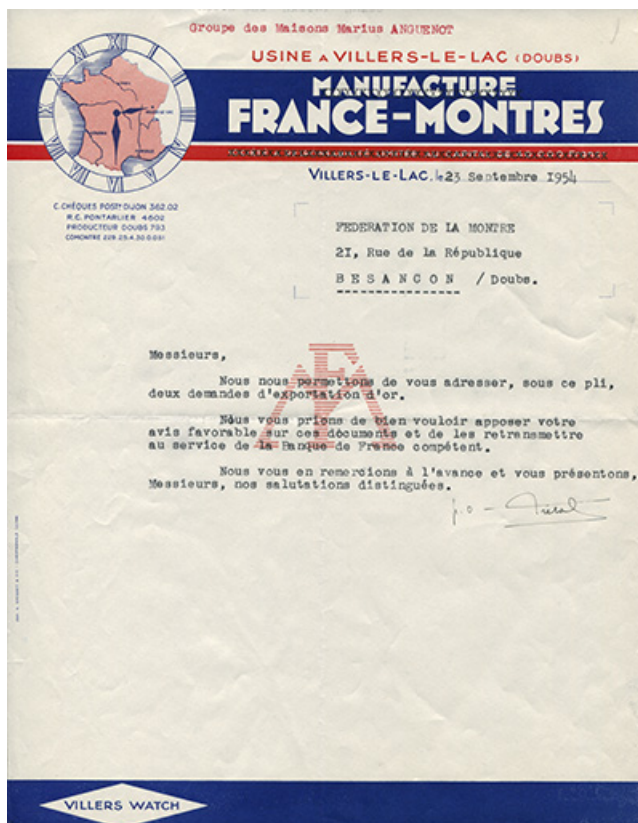 Groupe des Maisons Marius ANGUENOT
USINE A VILLERS-LE-LAC (DOUBS)
MANUFACTURE
FRANCE-MONTRES
VILLERS-LE-LAC, le 23 Septembre 1954
C. CHÈQUES POSTX DIJON 362.02
R.C. PONTARLIER 4602
PRODUCTEUR DOUBS 793
FEDERATION DE LA MONTRE
21, Rue de la République
BESANCON / Doubs.
Messieurs,
Nous nous permettons de vous adresser, sous ce pli,
deux demandes d'exportation d'or.
Nous vous prions de bien vouloir apposer votre
avis favorable sur ces documents et de les retransmettre
au service de la Banque de France compétent.
Nous vous en remercions à l'avance et vous présentons,
Messieurs, nos salutations distinguées.
p.o -
VILLERS WATCH